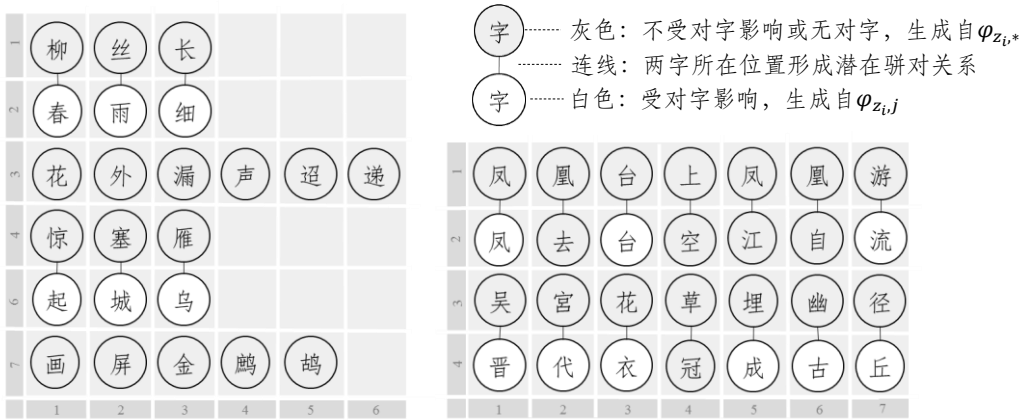 1 柳 丝 长
2 春 雨 细
3 花 外 漏 声 迢 递
4 惊 塞 雁
6 起 城 乌
7 画 屏 金 鹧 鸪
1 2 3 4 5 6
字 灰色：不受对字影响或无对字，生成自φzᵢ,*
连线：两字所在位置形成潜在骈对关系
字 白色：受对字影响，生成自φzᵢ,j
1 凤 凰 台 上 凤 凰 游
2 凤 去 台 空 江 自 流
3 吴 宫 花 草 埋 幽 径
4 晋 代 衣 冠 成 古 丘
1 2 3 4 5 6 7